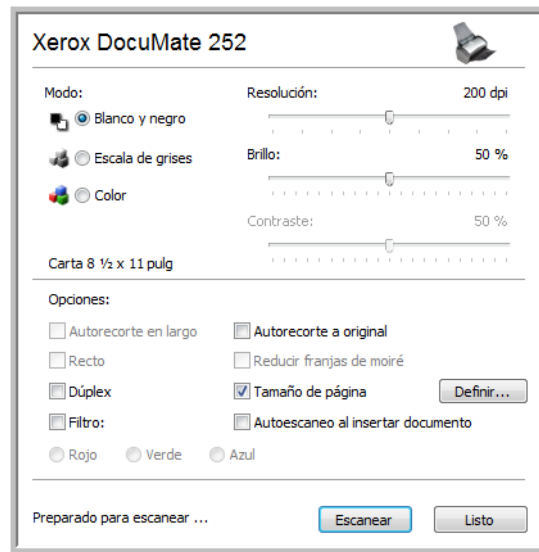 Xerox DocuMate 252
Modo:
Blanco y negro
Escala de grises
Color
Carta 8 ½ x 11 pulg
Resolución: 200 dpi
Brillo: 50 %
Contraste: 50 %
Opciones:
Autorecorte en largo Autorecorte a original
Recto Reducir franjas de moiré
Dúplex Tamaño de página Definir...
Filtro: Autoescaneo al insertar documento
Rojo Verde Azul
Preparado para escanear ... Escanear Listo